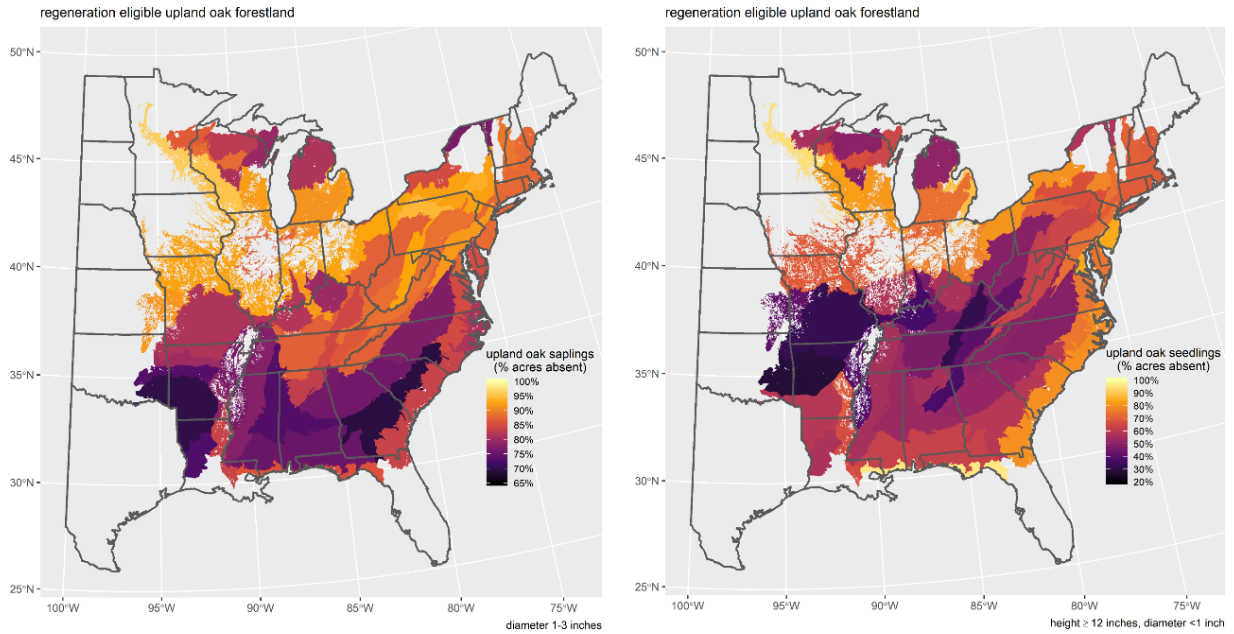 regeneration eligible upland oak forestland
50°N
45°N
40°N
35°N
30°N
25°N
100°W
95°W
90°W
85°W
80°W
75°W
upland oak saplings
(% acres absent)
100%
95%
90%
85%
80%
75%
70%
65%
diameter 1-3 inches
regeneration eligible upland oak forestland
50°N
45°N
40°N
35°N
30°N
25°N
100°W
95°W
90°W
85°W
80°W
75°W
upland oak seedlings
(% acres absent)
100%
90%
80%
70%
60%
50%
40%
30%
20%
height ≥ 12 inches, diameter <1 inch